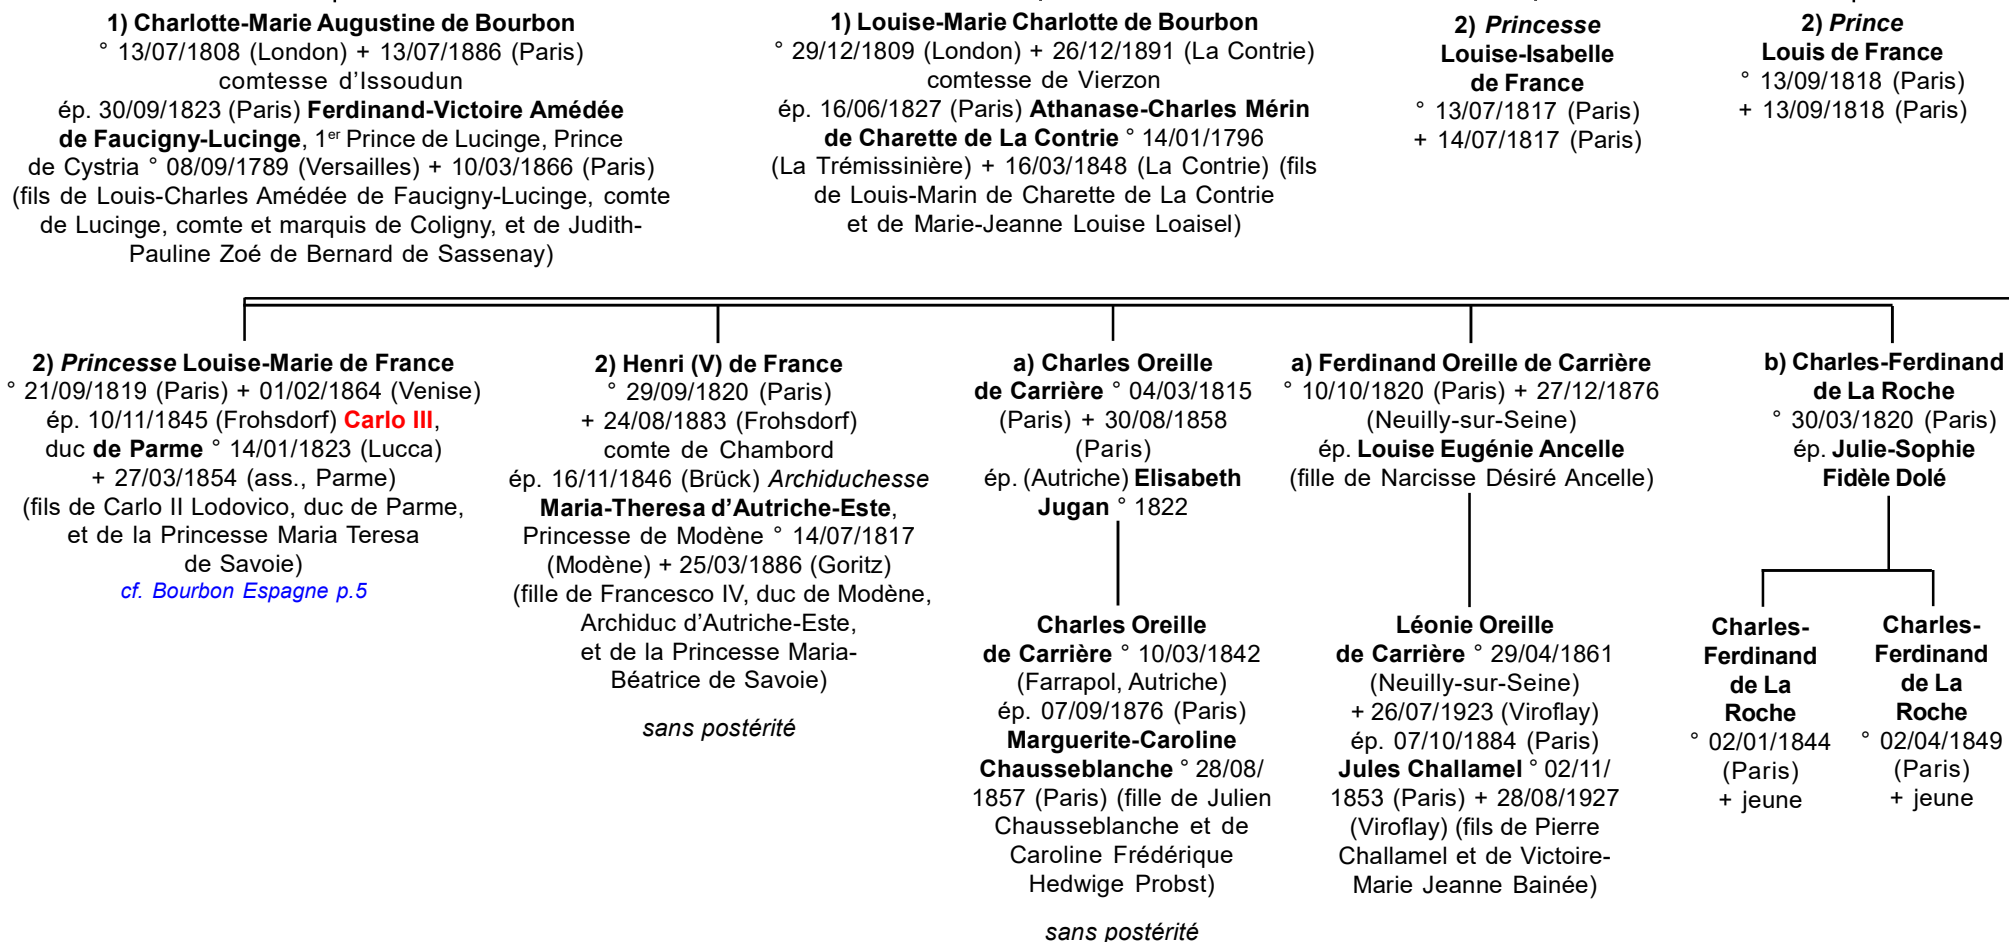 1) Charlotte-Marie Augustine de Bourbon
° 13/07/1808 (London) + 13/07/1886 (Paris)
comtesse d'Issoudun
ép. 30/09/1823 (Paris) Ferdinand-Victoire Amédée
de Faucigny-Lucinge, 1er Prince de Lucinge, Prince
de Cystria ° 08/09/1789 (Versailles) + 10/03/1866 (Paris)
(fils de Louis-Charles Amédée de Faucigny-Lucinge, comte
de Lucinge, comte et marquis de Coligny, et de Judith-
Pauline Zoé de Bernard de Sassenay)
1) Louise-Marie Charlotte de Bourbon
° 29/12/1809 (London) + 26/12/1891 (La Contrie)
comtesse de Vierzon
ép. 16/06/1827 (Paris) Athanase-Charles Mérin
de Charette de La Contrie ° 14/01/1796
(La Trémissinière) + 16/03/1848 (La Contrie) (fils
de Louis-Marin de Charette de La Contrie
et de Marie-Jeanne Louise Loaisel)
2) Princesse
Louise-Isabelle
de France
° 13/07/1817 (Paris)
+ 14/07/1817 (Paris)
2) Prince
Louis de France
° 13/09/1818 (Paris)
+ 13/09/1818 (Paris)
2) Princesse Louise-Marie de France
° 21/09/1819 (Paris) + 01/02/1864 (Venise)
ép. 10/11/1845 (Frohsdorf) Carlo III,
duc de Parme ° 14/01/1823 (Lucca)
+ 27/03/1854 (ass., Parme)
(fils de Carlo II Lodovico, duc de Parme,
et de la Princesse Maria Teresa
de Savoie)
cf. Bourbon Espagne p.5
2) Henri (V) de France
° 29/09/1820 (Paris)
+ 24/08/1883 (Frohsdorf)
comte de Chambord
ép. 16/11/1846 (Brück) Archiduchesse
Maria-Theresa d'Autriche-Este,
Princesse de Modène ° 14/07/1817
(Modène) + 25/03/1886 (Goritz)
(fille de Francesco IV, duc de Modène,
Archiduc d'Autriche-Este,
et de la Princesse Maria-
Béatrice de Savoie)
sans postérité
a) Charles Oreille
de Carrière ° 04/03/1815
(Paris) + 30/08/1858
(Paris)
ép. (Autriche) Elisabeth
Jugan ° 1822
a) Ferdinand Oreille de Carrière
° 10/10/1820 (Paris) + 27/12/1876
(Neuilly-sur-Seine)
ép. Louise Eugénie Ancelle
(fille de Narcisse Désiré Ancelle)
b) Charles-Ferdinand
de La Roche
° 30/03/1820 (Paris)
ép. Julie-Sophie
Fidèle Dolé
Charles Oreille
de Carrière ° 10/03/1842
(Farrapol, Autriche)
ép. 07/09/1876 (Paris)
Marguerite-Caroline
Chausseblanche ° 28/08/
1857 (Paris) (fille de Julien
Chausseblanche et de
Caroline Frédérique
Hedwige Probst)
sans postérité
Léonie Oreille
de Carrière ° 29/04/1861
(Neuilly-sur-Seine)
+ 26/07/1923 (Viroflay)
ép. 07/10/1884 (Paris)
Jules Challamel ° 02/11/
1853 (Paris) + 28/08/1927
(Viroflay) (fils de Pierre
Challamel et de Victoire-
Marie Jeanne Bainée)
Charles-
Ferdinand
de La
Roche
° 02/01/1844
(Paris)
+ jeune
Charles-
Ferdinand
de La
Roche
° 02/04/1849
(Paris)
+ jeune